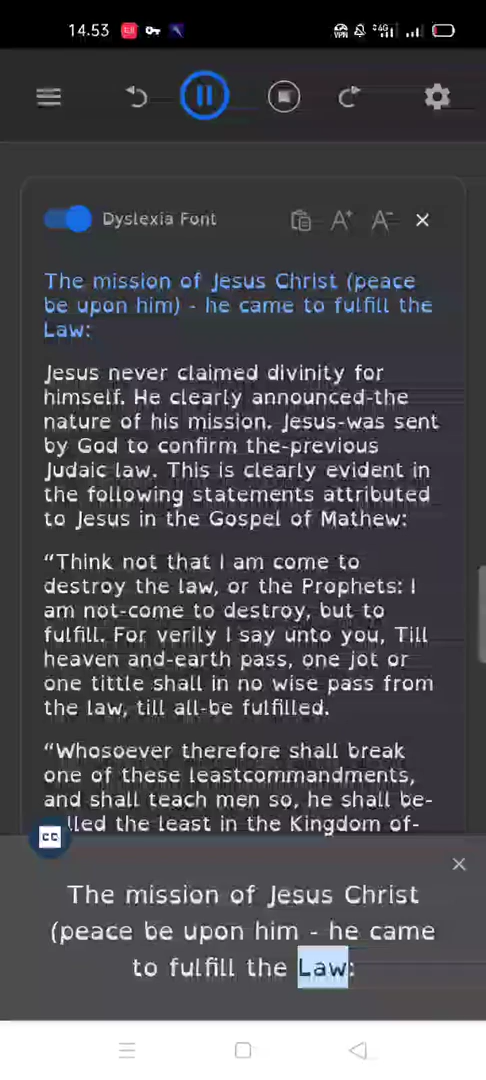 14.53
VPN
4G
Dyslexia Font
A+
A-
The mission of Jesus Christ (peace
be upon him) - he came to fulfill the
Law:
Jesus never claimed divinity for
himself. He clearly announced-the
nature of his mission. Jesus-was sent
by God to confirm the-previous
Judaic law. This is clearly evident in
the following statements attributed
to Jesus in the Gospel of Mathew:
“Think not that I am come to
destroy the law, or the Prophets: I
am not-come to destroy, but to
fulfill. For verily I say unto you, Till
heaven and-earth pass, one jot or
one tittle shall in no wise pass from
the law, till all-be fulfilled.
“Whosoever therefore shall break
one of these leastcommandments,
and shall teach men so, he shall be-
lled the least in the Kingdom of-
CC
The mission of Jesus Christ
(peace be upon him - he came
to fulfill the Law: